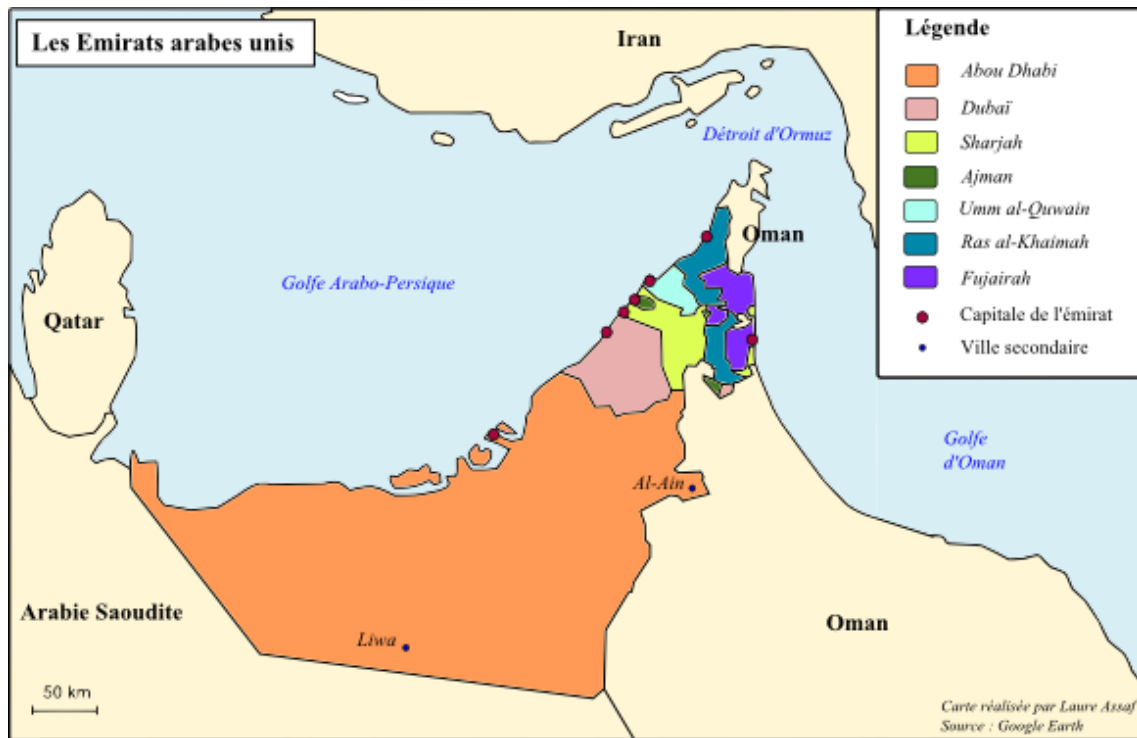 Les Emirats arabes unis
Iran
Légende
Abou Dhabi
Dubaï
Sharjah
Ajman
Umm al-Quwain
Ras al-Khaimah
Fujairah
Capitale de l'émirat
Ville secondaire
Détroit d'Ormuz
Oman
Golfe Arabo-Persique
Qatar
Golfe
d'Oman
Al-Ain
Arabie Saoudite
Oman
Liwa
50 km
Carte réalisée par Laure Assaf
Source : Google Earth